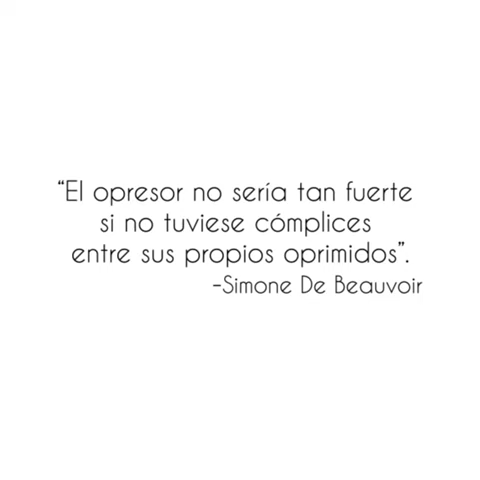 “El opresor no sería tan fuerte
si no tuviese cómplices
entre sus propios oprimidos”.
-Simone De Beauvoir